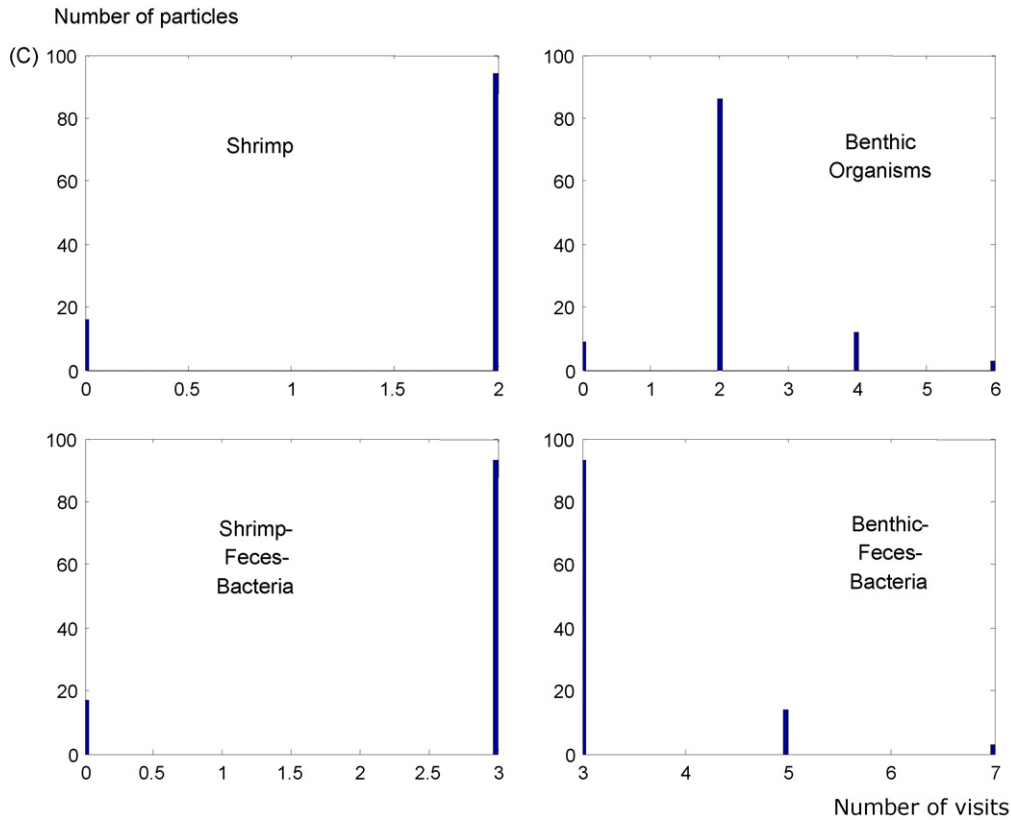 Number of particles
(C)
100
80
60
40
20
0
Shrimp
0 0.5 1 1.5 2
100
80
60
40
20
0
Benthic
Organisms
0 1 2 3 4 5 6
100
80
60
40
20
0
Shrimp-
Feces-
Bacteria
0 0.5 1 1.5 2 2.5 3
100
80
60
40
20
0
Benthic-
Feces-
Bacteria
3 4 5 6 7
Number of visits